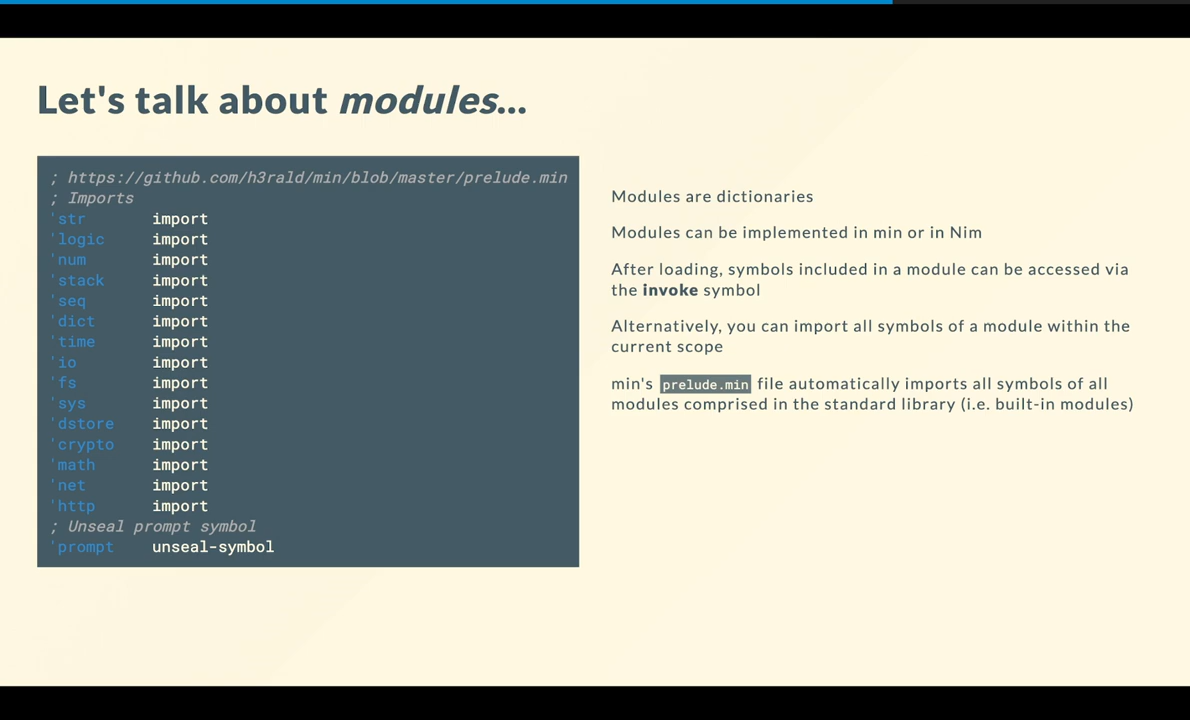 Let's talk about modules...
; https://github.com/h3rald/min/blob/master/prelude.min
; Imports
'str import
'logic import
'num import
'stack import
'seq import
'dict import
'time import
'io import
'fs import
'sys import
'dstore import
'crypto import
'math import
'net import
'http import
; Unseal prompt symbol
'prompt unseal-symbol
Modules are dictionaries
Modules can be implemented in min or in Nim
After loading, symbols included in a module can be accessed via
the invoke symbol
Alternatively, you can import all symbols of a module within the
current scope
min's prelude.min file automatically imports all symbols of all
modules comprised in the standard library (i.e. built-in modules)